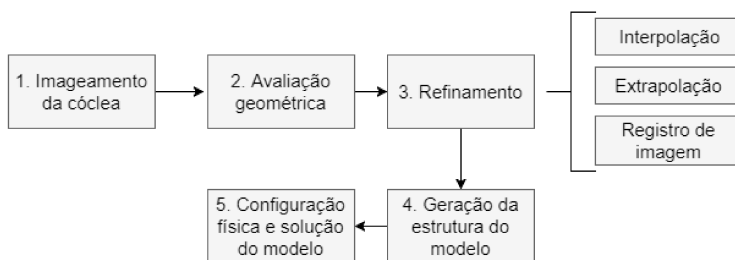 1. Imageamento
da cóclea
2. Avaliação
geométrica
3. Refinamento
Interpolação
Extrapolação
Registro de
imagem
4. Geração da
estrutura do
modelo
5. Configuração
física e solução
do modelo